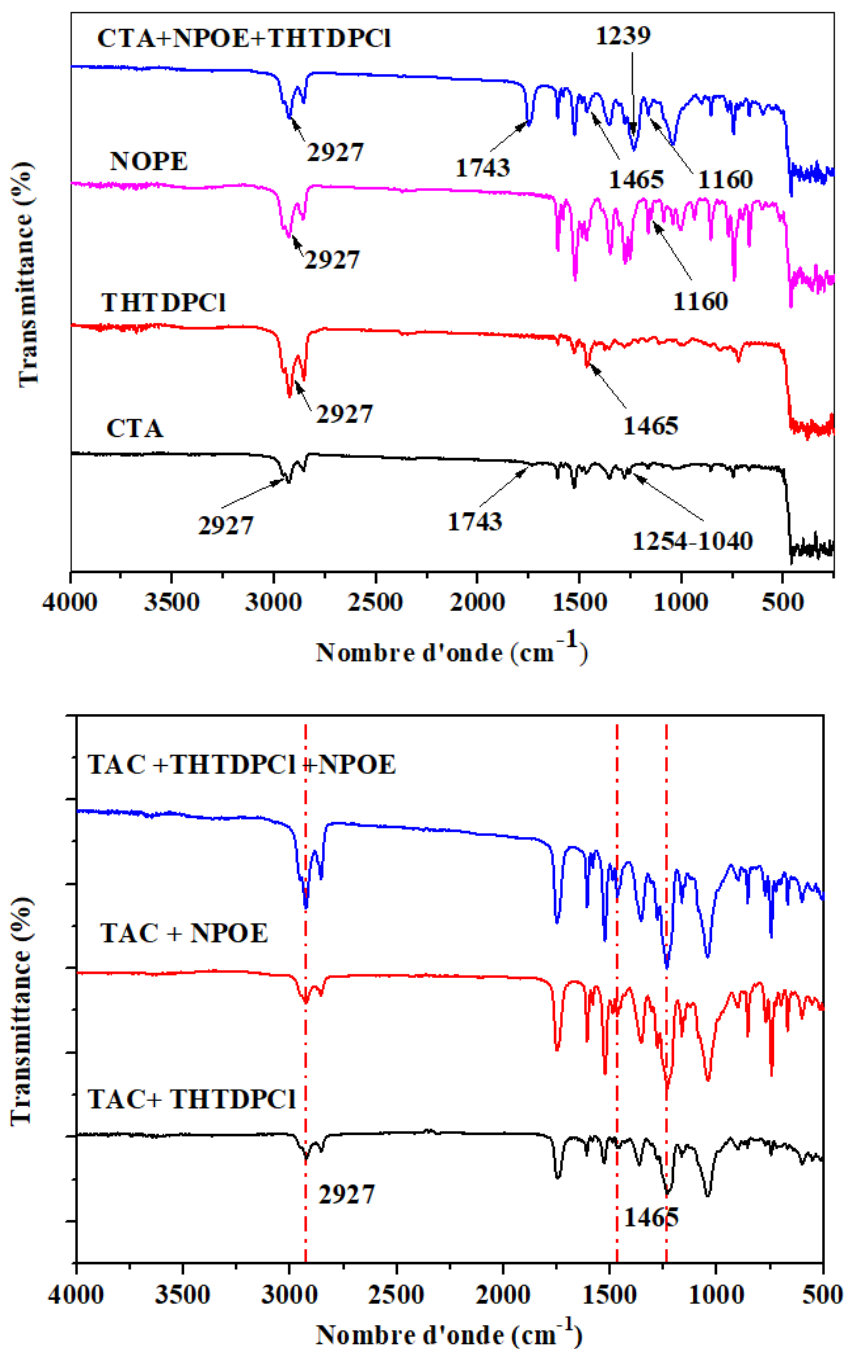 CTA+NPOE+THTDPCl
1239
2927
1743
1465
1160
NOPE
2927
1160
THTDPCl
2927
1465
CTA
2927
1743
1254-1040
Transmittance (%)
4000 3500 3000 2500 2000 1500 1000 500
Nombre d'onde (cm-1)
TAC +THTDPCl +NPOE
TAC + NPOE
TAC+ THTDPCl
2927
1465
Transmittance (%)
4000 3500 3000 2500 2000 1500 1000 500
Nombre d'onde (cm-1)